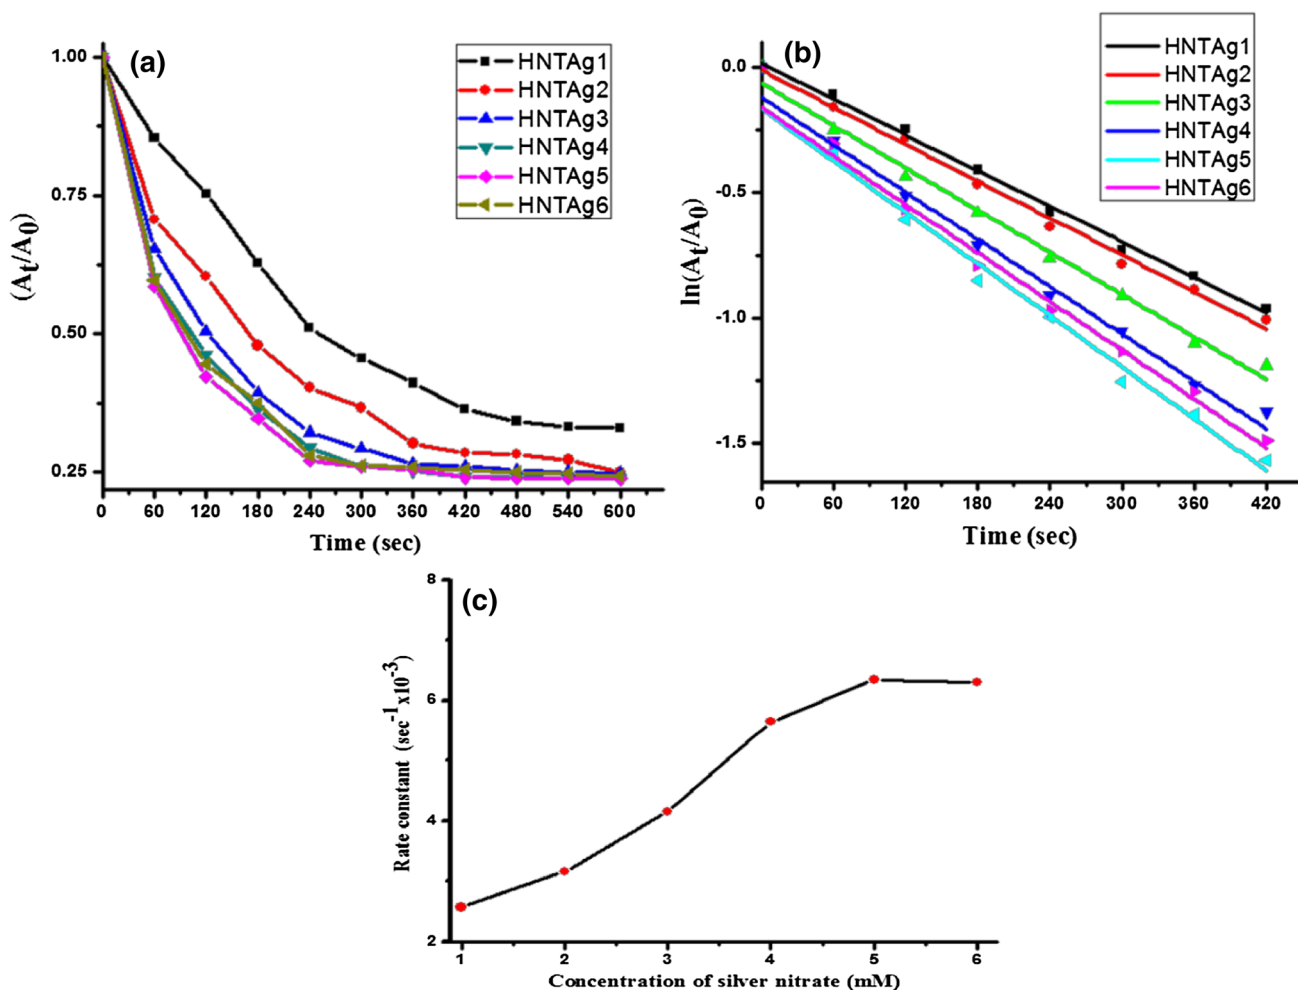 (a)
HNTAg1
HNTAg2
HNTAg3
HNTAg4
HNTAg5
HNTAg6
(At/A0)
1.00
0.75
0.50
0.25
0 60 120 180 240 300 360 420 480 540 600
Time (sec)
(b)
HNTAg1
HNTAg2
HNTAg3
HNTAg4
HNTAg5
HNTAg6
ln(At/A0)
0.0
-0.5
-1.0
-1.5
0 60 120 180 240 300 360 420
Time (sec)
(c)
Rate constant (sec-1x10-3)
8
6
4
2
1 2 3 4 5 6
Concentration of silver nitrate (mM)